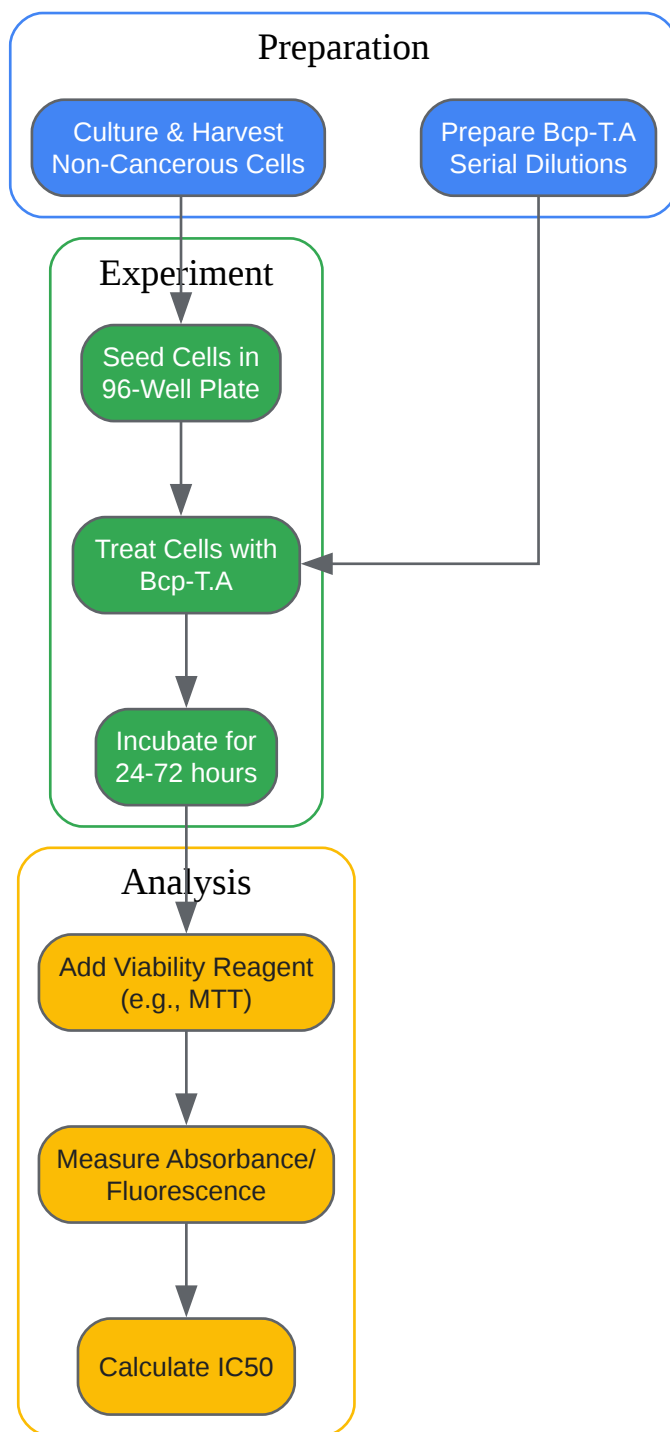 Preparation
Culture & Harvest
Non-Cancerous Cells
Prepare Bcp-T.A
Serial Dilutions
Experiment
Seed Cells in
96-Well Plate
Treat Cells with
Bcp-T.A
Incubate for
24-72 hours
Analysis
Add Viability Reagent
(e.g., MTT)
Measure Absorbance/
Fluorescence
Calculate IC50